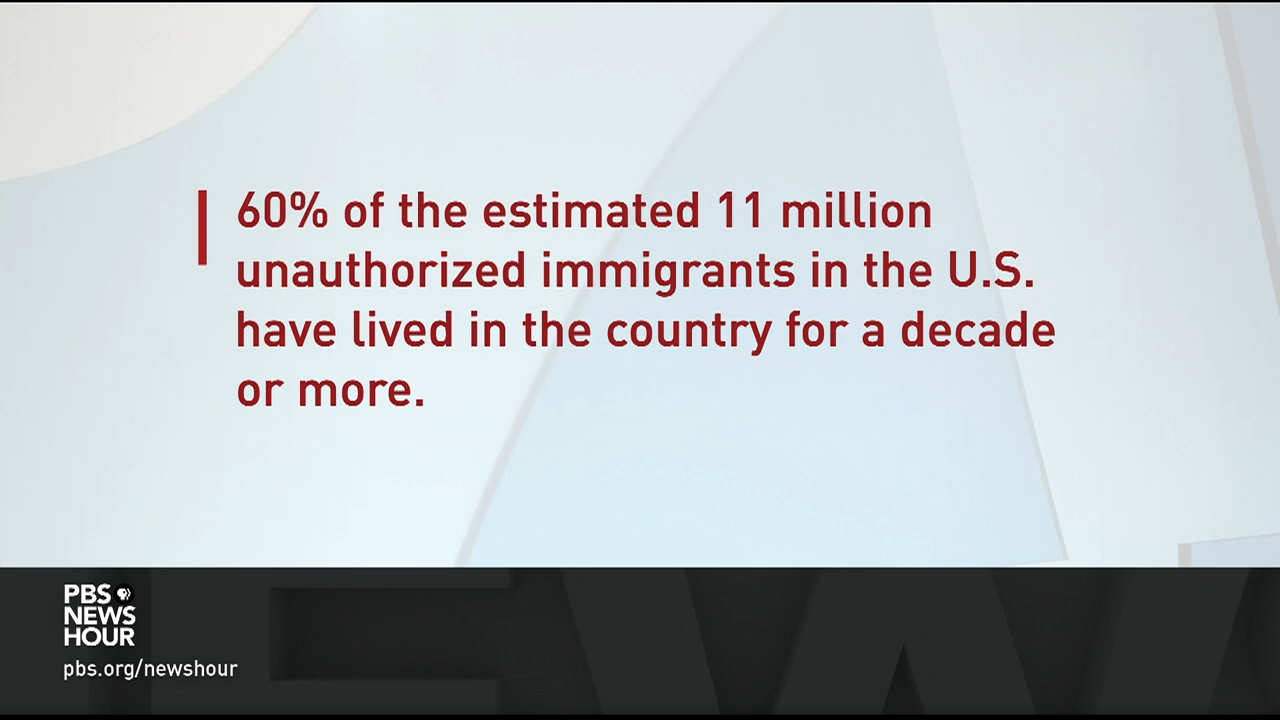 60% of the estimated 11 million
unauthorized immigrants in the U.S.
have lived in the country for a decade
or more.
PBS
NEWS
HOUR
pbs.org/newshour